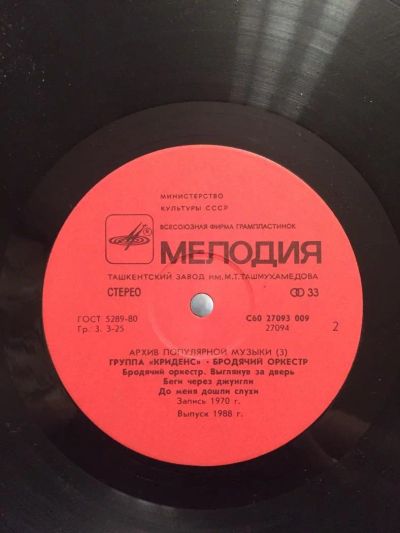 МИНИСТЕРСТВО
КУЛЬТУРЫ СССР
ВСЕСОЮЗНАЯ ФИРМА ГРАМПЛАСТИНОК
МЕЛОДИЯ
ТАШКЕНТСКИЙ ЗАВОД им. М.Т.ТАШМУХАМЕДОВА
СТЕРЕО
33
ГОСТ 5289-80
С60 27093 009
Гр. 3. 3-25
27094
2
АРХИВ ПОПУЛЯРНОЙ МУЗЫКИ (3)
ГРУППА «КРИДЕНС» · БРОДЯЧИЙ ОРКЕСТР
Бродячий оркестр. Выглянув за дверь
Беги через джунгли
До меня дошли слухи
Запись 1970 г.
Выпуск 1988 г.